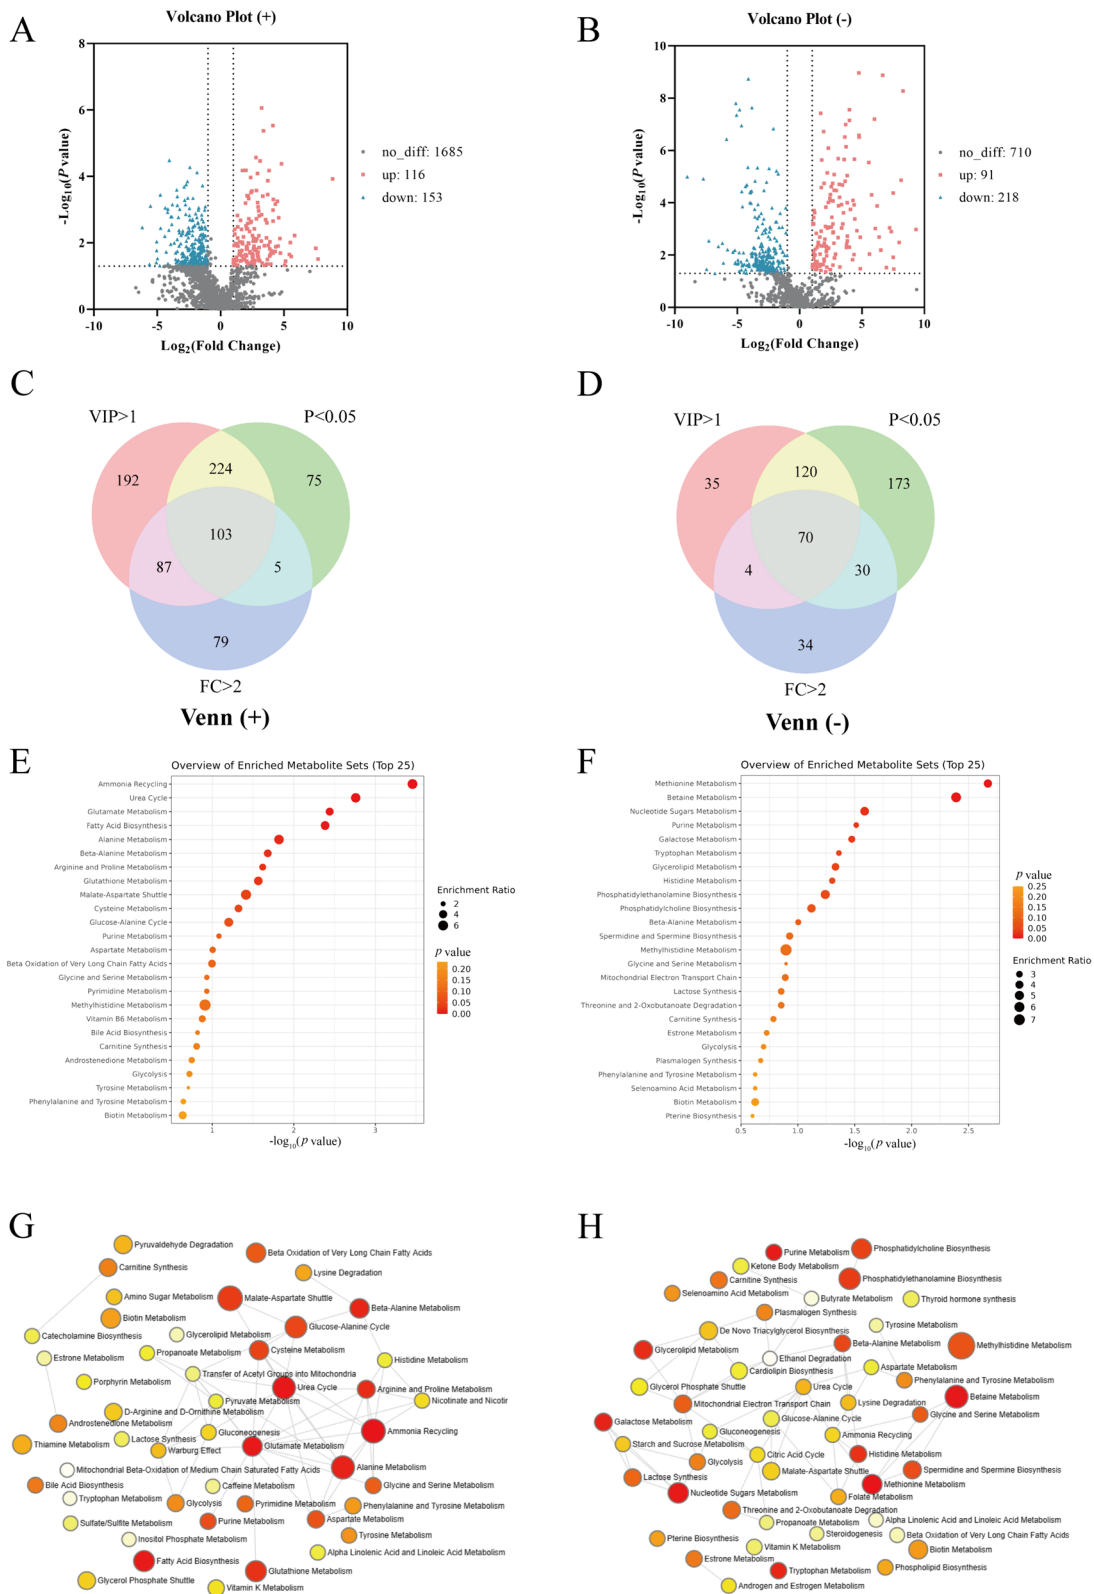 A
Volcano Plot (+)
8
6
4
2
0
-10
-5
0
5
10
-Log10(P value)
Log2(Fold Change)
no_diff: 1685
up: 116
down: 153
B
Volcano Plot (-)
10
8
6
4
2
0
-10
-5
0
5
10
-Log10(P value)
Log2(Fold Change)
no_diff: 710
up: 91
down: 218
C
VIP>1
P<0.05
192
224
75
103
87
5
79
FC>2
Venn (+)
D
VIP>1
P<0.05
35
120
173
70
4
30
34
FC>2
Venn (-)
E
Overview of Enriched Metabolite Sets (Top 25)
Ammonia Recycling
Urea Cycle
Glutamate Metabolism
Fatty Acid Biosynthesis
Alanine Metabolism
Beta-Alanine Metabolism
Arginine and Proline Metabolism
Glutathione Metabolism
Malate-Aspartate Shuttle
Cysteine Metabolism
Glucose-Alanine Cycle
Purine Metabolism
Aspartate Metabolism
Beta Oxidation of Very Long Chain Fatty Acids
Glycine and Serine Metabolism
Pyrimidine Metabolism
Methylhistidine Metabolism
Vitamin B6 Metabolism
Bile Acid Biosynthesis
Carnitine Synthesis
Androstenedione Metabolism
Glycolysis
Tyrosine Metabolism
Phenylalanine and Tyrosine Metabolism
Biotin Metabolism
1
2
3
-log10(p value)
Enrichment Ratio
2
4
6
p value
0.20
0.15
0.10
0.05
0.00
F
Overview of Enriched Metabolite Sets (Top 25)
Methionine Metabolism
Betaine Metabolism
Nucleotide Sugars Metabolism
Purine Metabolism
Galactose Metabolism
Tryptophan Metabolism
Glycerolipid Metabolism
Histidine Metabolism
Phosphatidylethanolamine Biosynthesis
Phosphatidylcholine Biosynthesis
Beta-Alanine Metabolism
Spermidine and Spermine Biosynthesis
Methylhistidine Metabolism
Glycine and Serine Metabolism
Mitochondrial Electron Transport Chain
Lactose Synthesis
Threonine and 2-Oxobutanoate Degradation
Carnitine Synthesis
Estrone Metabolism
Glycolysis
Plasmalogen Synthesis
Phenylalanine and Tyrosine Metabolism
Selenoamino Acid Metabolism
Biotin Metabolism
Pterine Biosynthesis
0.5
1.0
1.5
2.0
2.5
-log10(p value)
p value
0.25
0.20
0.15
0.10
0.05
0.00
Enrichment Ratio
3
4
5
6
7
G
Pyruvaldehyde Degradation
Beta Oxidation of Very Long Chain Fatty Acids
Carnitine Synthesis
Lysine Degradation
Amino Sugar Metabolism
Malate-Aspartate Shuttle
Beta-Alanine Metabolism
Biotin Metabolism
Glucose-Alanine Cycle
Catecholamine Biosynthesis
Glycerolipid Metabolism
Cysteine Metabolism
Propanoate Metabolism
Estrone Metabolism
Histidine Metabolism
Transfer of Acetyl Groups into Mitochondria
Porphyrin Metabolism
Urea Cycle
Arginine and Proline Metabolism
Pyruvate Metabolism
Nicotinate and Nicotir
D-Arginine and D-Ornithine Metabolism
Androstenedione Metabolism
Gluconeogenesis
Ammonia Recycling
Lactose Synthesis
Thiamine Metabolism
Warburg Effect
Glutamate Metabolism
Mitochondrial Beta-Oxidation of Medium Chain Saturated Fatty Acids
Alanine Metabolism
Bile Acid Biosynthesis
Caffeine Metabolism
Glycine and Serine Metabolism
Tryptophan Metabolism
Glycolysis
Pyrimidine Metabolism
Phenylalanine and Tyrosine Metabolism
Sulfate/Sulfite Metabolism
Purine Metabolism
Aspartate Metabolism
Inositol Phosphate Metabolism
Tyrosine Metabolism
Alpha Linolenic Acid and Linoleic Acid Metabolism
Fatty Acid Biosynthesis
Glutathione Metabolism
Glycerol Phosphate Shuttle
Vitamin K Metabolism
H
Purine Metabolism
Phosphatidylcholine Biosynthesis
Ketone Body Metabolism
Carnitine Synthesis
Phosphatidylethanolamine Biosynthesis
Selenoamino Acid Metabolism
Butyrate Metabolism
Thyroid hormone synthesis
Plasmalogen Synthesis
Tyrosine Metabolism
De Novo Triacylglycerol Biosynthesis
Beta-Alanine Metabolism
Methylhistidine Metabolism
Glycerolipid Metabolism
Ethanol Degradation
Cardiolipin Biosynthesis
Aspartate Metabolism
Phenylalanine and Tyrosine Metabolism
Glycerol Phosphate Shuttle
Urea Cycle
Betaine Metabolism
Mitochondrial Electron Transport Chain
Lysine Degradation
Galactose Metabolism
Glucose-Alanine Cycle
Glycine and Serine Metabolism
Gluconeogenesis
Ammonia Recycling
Starch and Sucrose Metabolism
Citric Acid Cycle
Histidine Metabolism
Glycolysis
Malate-Aspartate Shuttle
Spermidine and Spermine Biosynthesis
Lactose Synthesis
Methionine Metabolism
Nucleotide Sugars Metabolism
Folate Metabolism
Threonine and 2-Oxobutanoate Degradation
Propanoate Metabolism
Alpha Linolenic Acid and Linoleic Acid Metabolism
Steroidogenesis
Beta Oxidation of Very Long Chain Fatty Acids
Pterine Biosynthesis
Vitamin K Metabolism
Biotin Metabolism
Estrone Metabolism
Phospholipid Biosynthesis
Tryptophan Metabolism
Androgen and Estrogen Metabolism